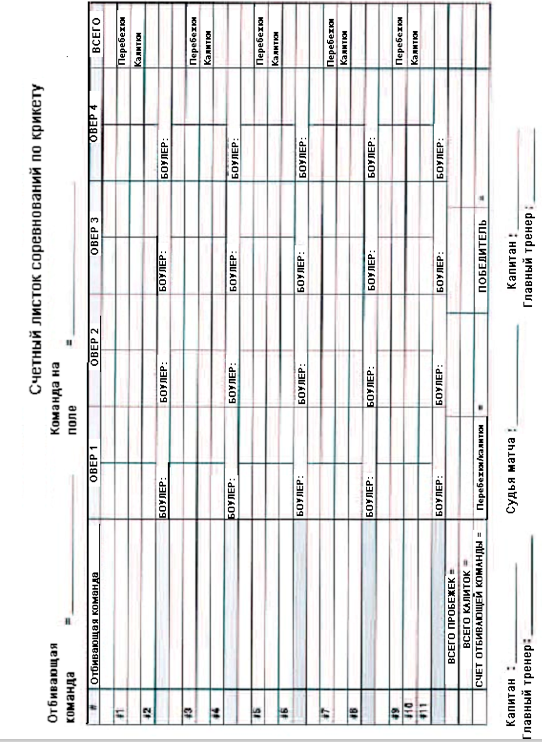 Счетный листок соревнований по крикету
Отбивающая команда = Команда на поле =
# Отбивающая команда ОВЕР 1 ОВЕР 2 ОВЕР 3 ОВЕР 4 ВСЕГО
#1 Перебежки
Калитки
#2
БОУЛЕР: БОУЛЕР: БОУЛЕР: БОУЛЕР:
#3 Перебежки
#4 Калитки
БОУЛЕР: БОУЛЕР: БОУЛЕР: БОУЛЕР:
#5 Перебежки
Калитки
#6
БОУЛЕР: БОУЛЕР: БОУЛЕР: БОУЛЕР:
#7 Перебежки
Калитки
#8
БОУЛЕР: БОУЛЕР: БОУЛЕР: БОУЛЕР:
#9 Перебежки
#10 Калитки
#11
БОУЛЕР: БОУЛЕР: БОУЛЕР: БОУЛЕР:
ВСЕГО ПРОБЕЖЕК =
ВСЕГО КАЛИТОК =
СЧЕТ ОТБИВАЮЩЕЙ КОМАНДЫ = Перебежки/калитки = ПОБЕДИТЕЛЬ =
Капитан : Судья матча : Капитан :
Главный тренер: Главный тренер :